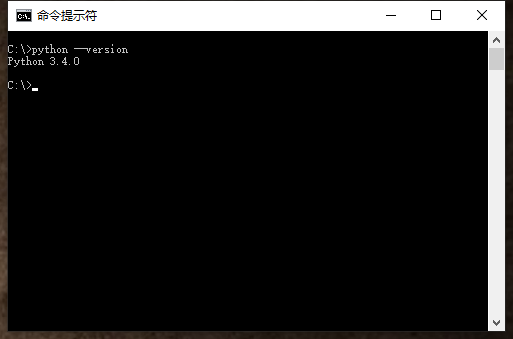 命令提示符
C:\>python --version
Python 3.4.0
C:\>